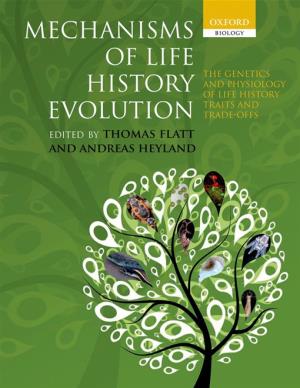 MECHANISMS
OF LIFE
HISTORY
EVOLUTION
EDITED BY THOMAS FLATT
AND ANDREAS HEYLAND
OXFORD
BIOLOGY
THE GENETICS
AND PHYSIOLOGY
OF LIFE HISTORY
TRAITS AND
TRADE-OFFS